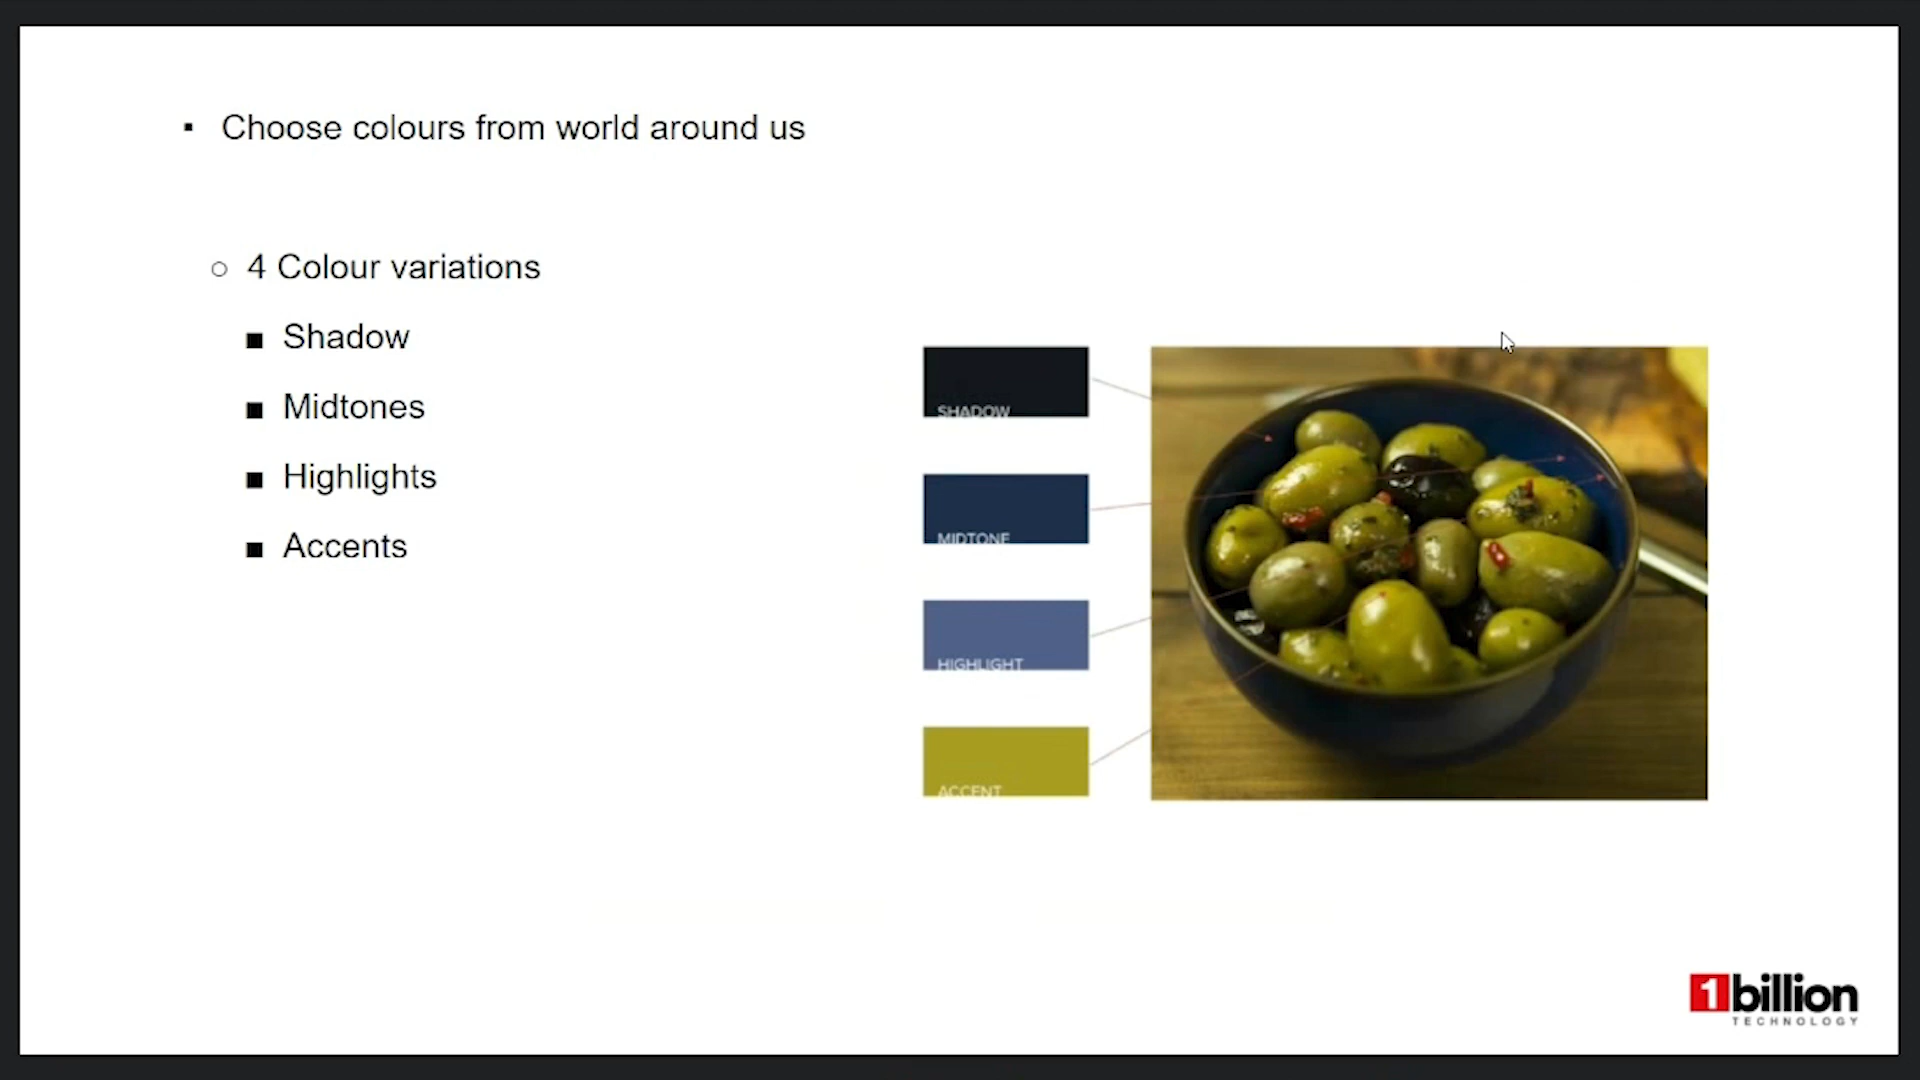 Choose colours from world around us
4 Colour variations
Shadow
Midtones
Highlights
Accents
SHADOW
MIDTONE
HIGHLIGHT
ACCENT
1billion
TECHNOLOGY